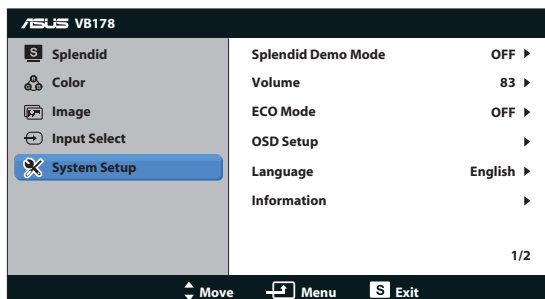 ASUS VB178
S Splendid
Color
Image
Input Select
System Setup
Splendid Demo Mode OFF
Volume 83
ECO Mode OFF
OSD Setup
Language English
Information
1/2
Move Menu S Exit